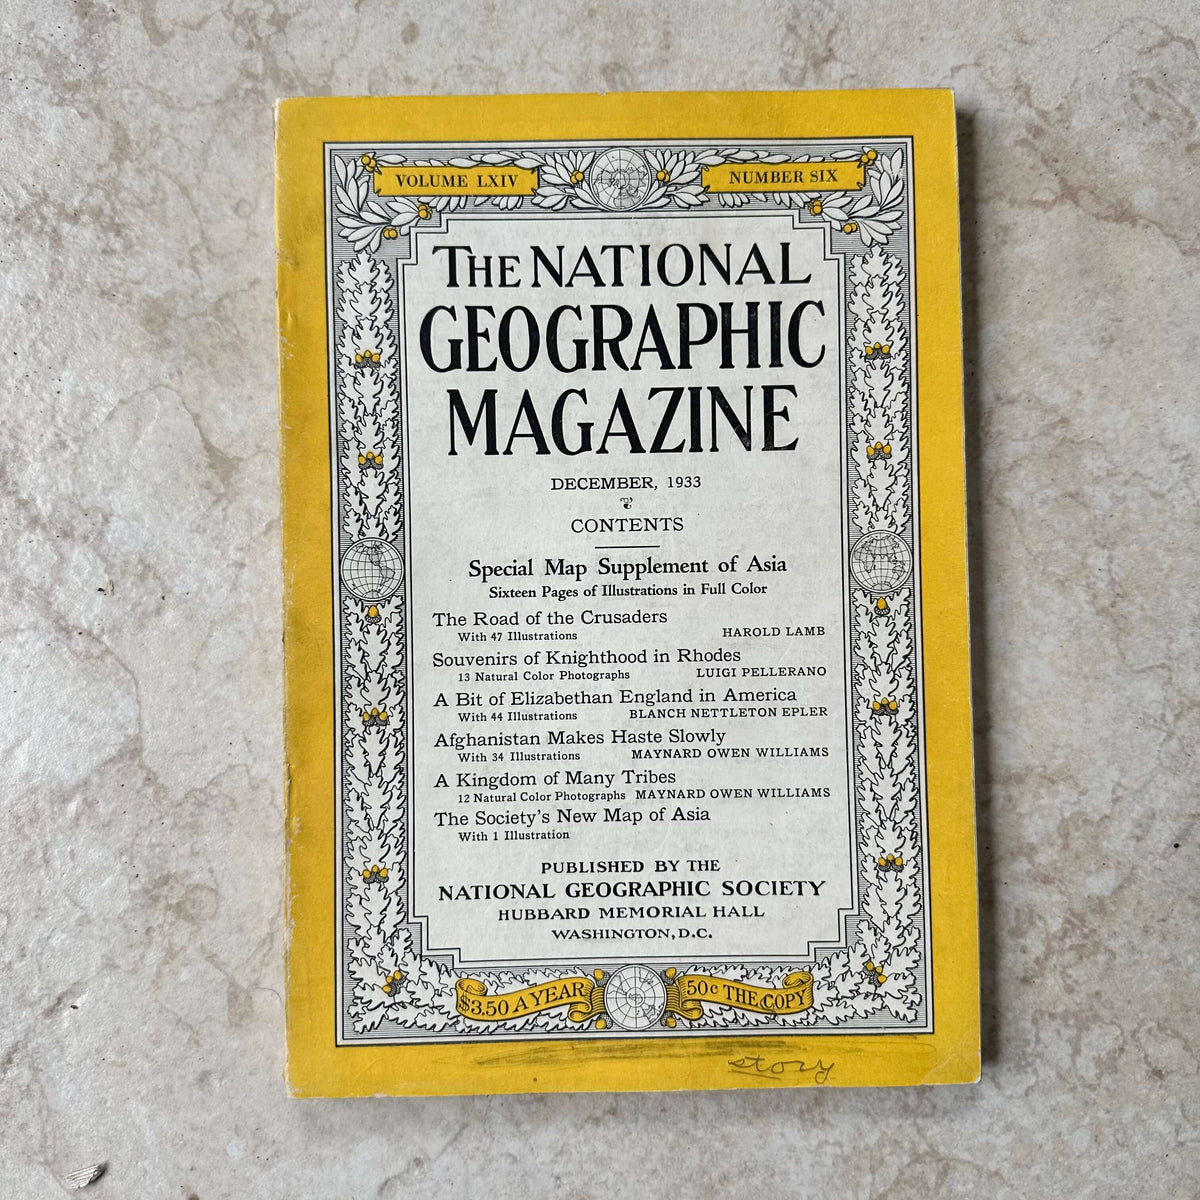 VOLUME LXIV
NUMBER SIX
THE NATIONAL
GEOGRAPHIC
MAGAZINE
DECEMBER, 1933
CONTENTS
Special Map Supplement of Asia
Sixteen Pages of Illustrations in Full Color
The Road of the Crusaders
With 47 Illustrations HAROLD LAMB
Souvenirs of Knighthood in Rhodes
13 Natural Color Photographs LUIGI PELLERANO
A Bit of Elizabethan England in America
With 44 Illustrations BLANCH NETTLETON EPLER
Afghanistan Makes Haste Slowly
With 34 Illustrations MAYNARD OWEN WILLIAMS
A Kingdom of Many Tribes
12 Natural Color Photographs MAYNARD OWEN WILLIAMS
The Society's New Map of Asia
With 1 Illustration
PUBLISHED BY THE
NATIONAL GEOGRAPHIC SOCIETY
HUBBARD MEMORIAL HALL
WASHINGTON, D.C.
$3.50 A YEAR
50c THE COPY
story